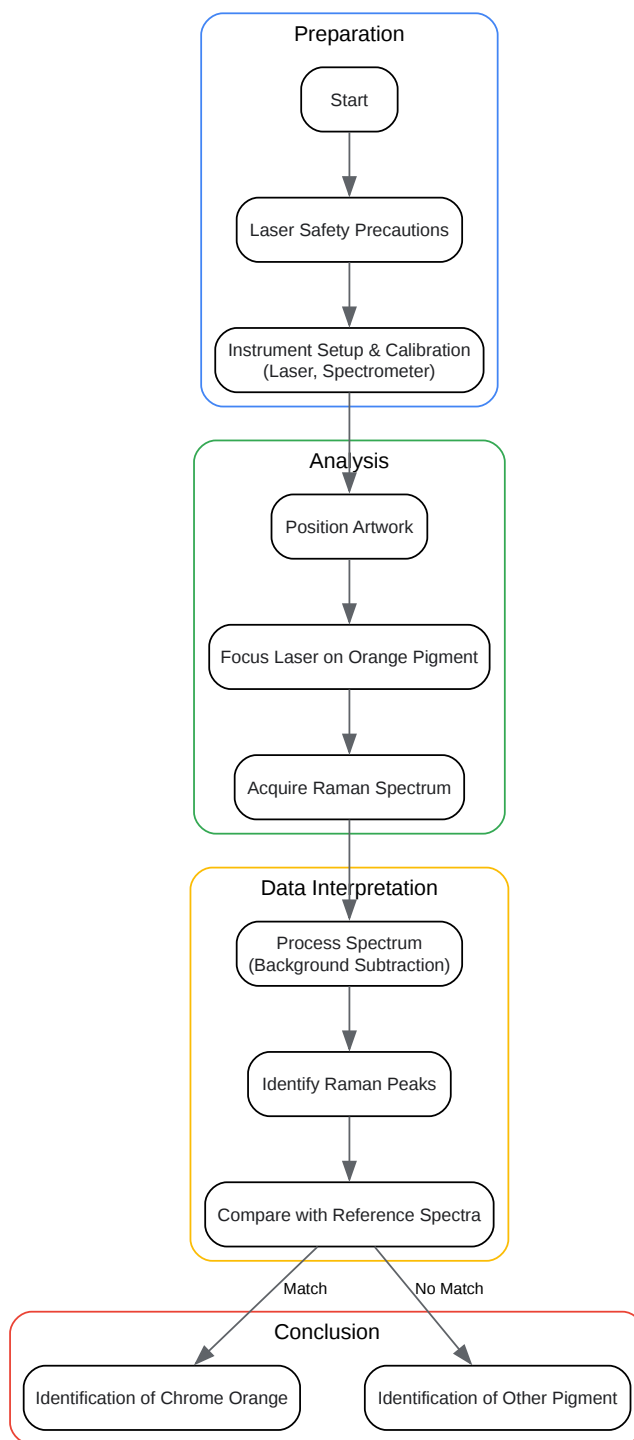 Preparation
Start
Laser Safety Precautions
Instrument Setup & Calibration
(Laser, Spectrometer)
Analysis
Position Artwork
Focus Laser on Orange Pigment
Acquire Raman Spectrum
Data Interpretation
Process Spectrum
(Background Subtraction)
Identify Raman Peaks
Compare with Reference Spectra
Match
No Match
Conclusion
Identification of Chrome Orange
Identification of Other Pigment